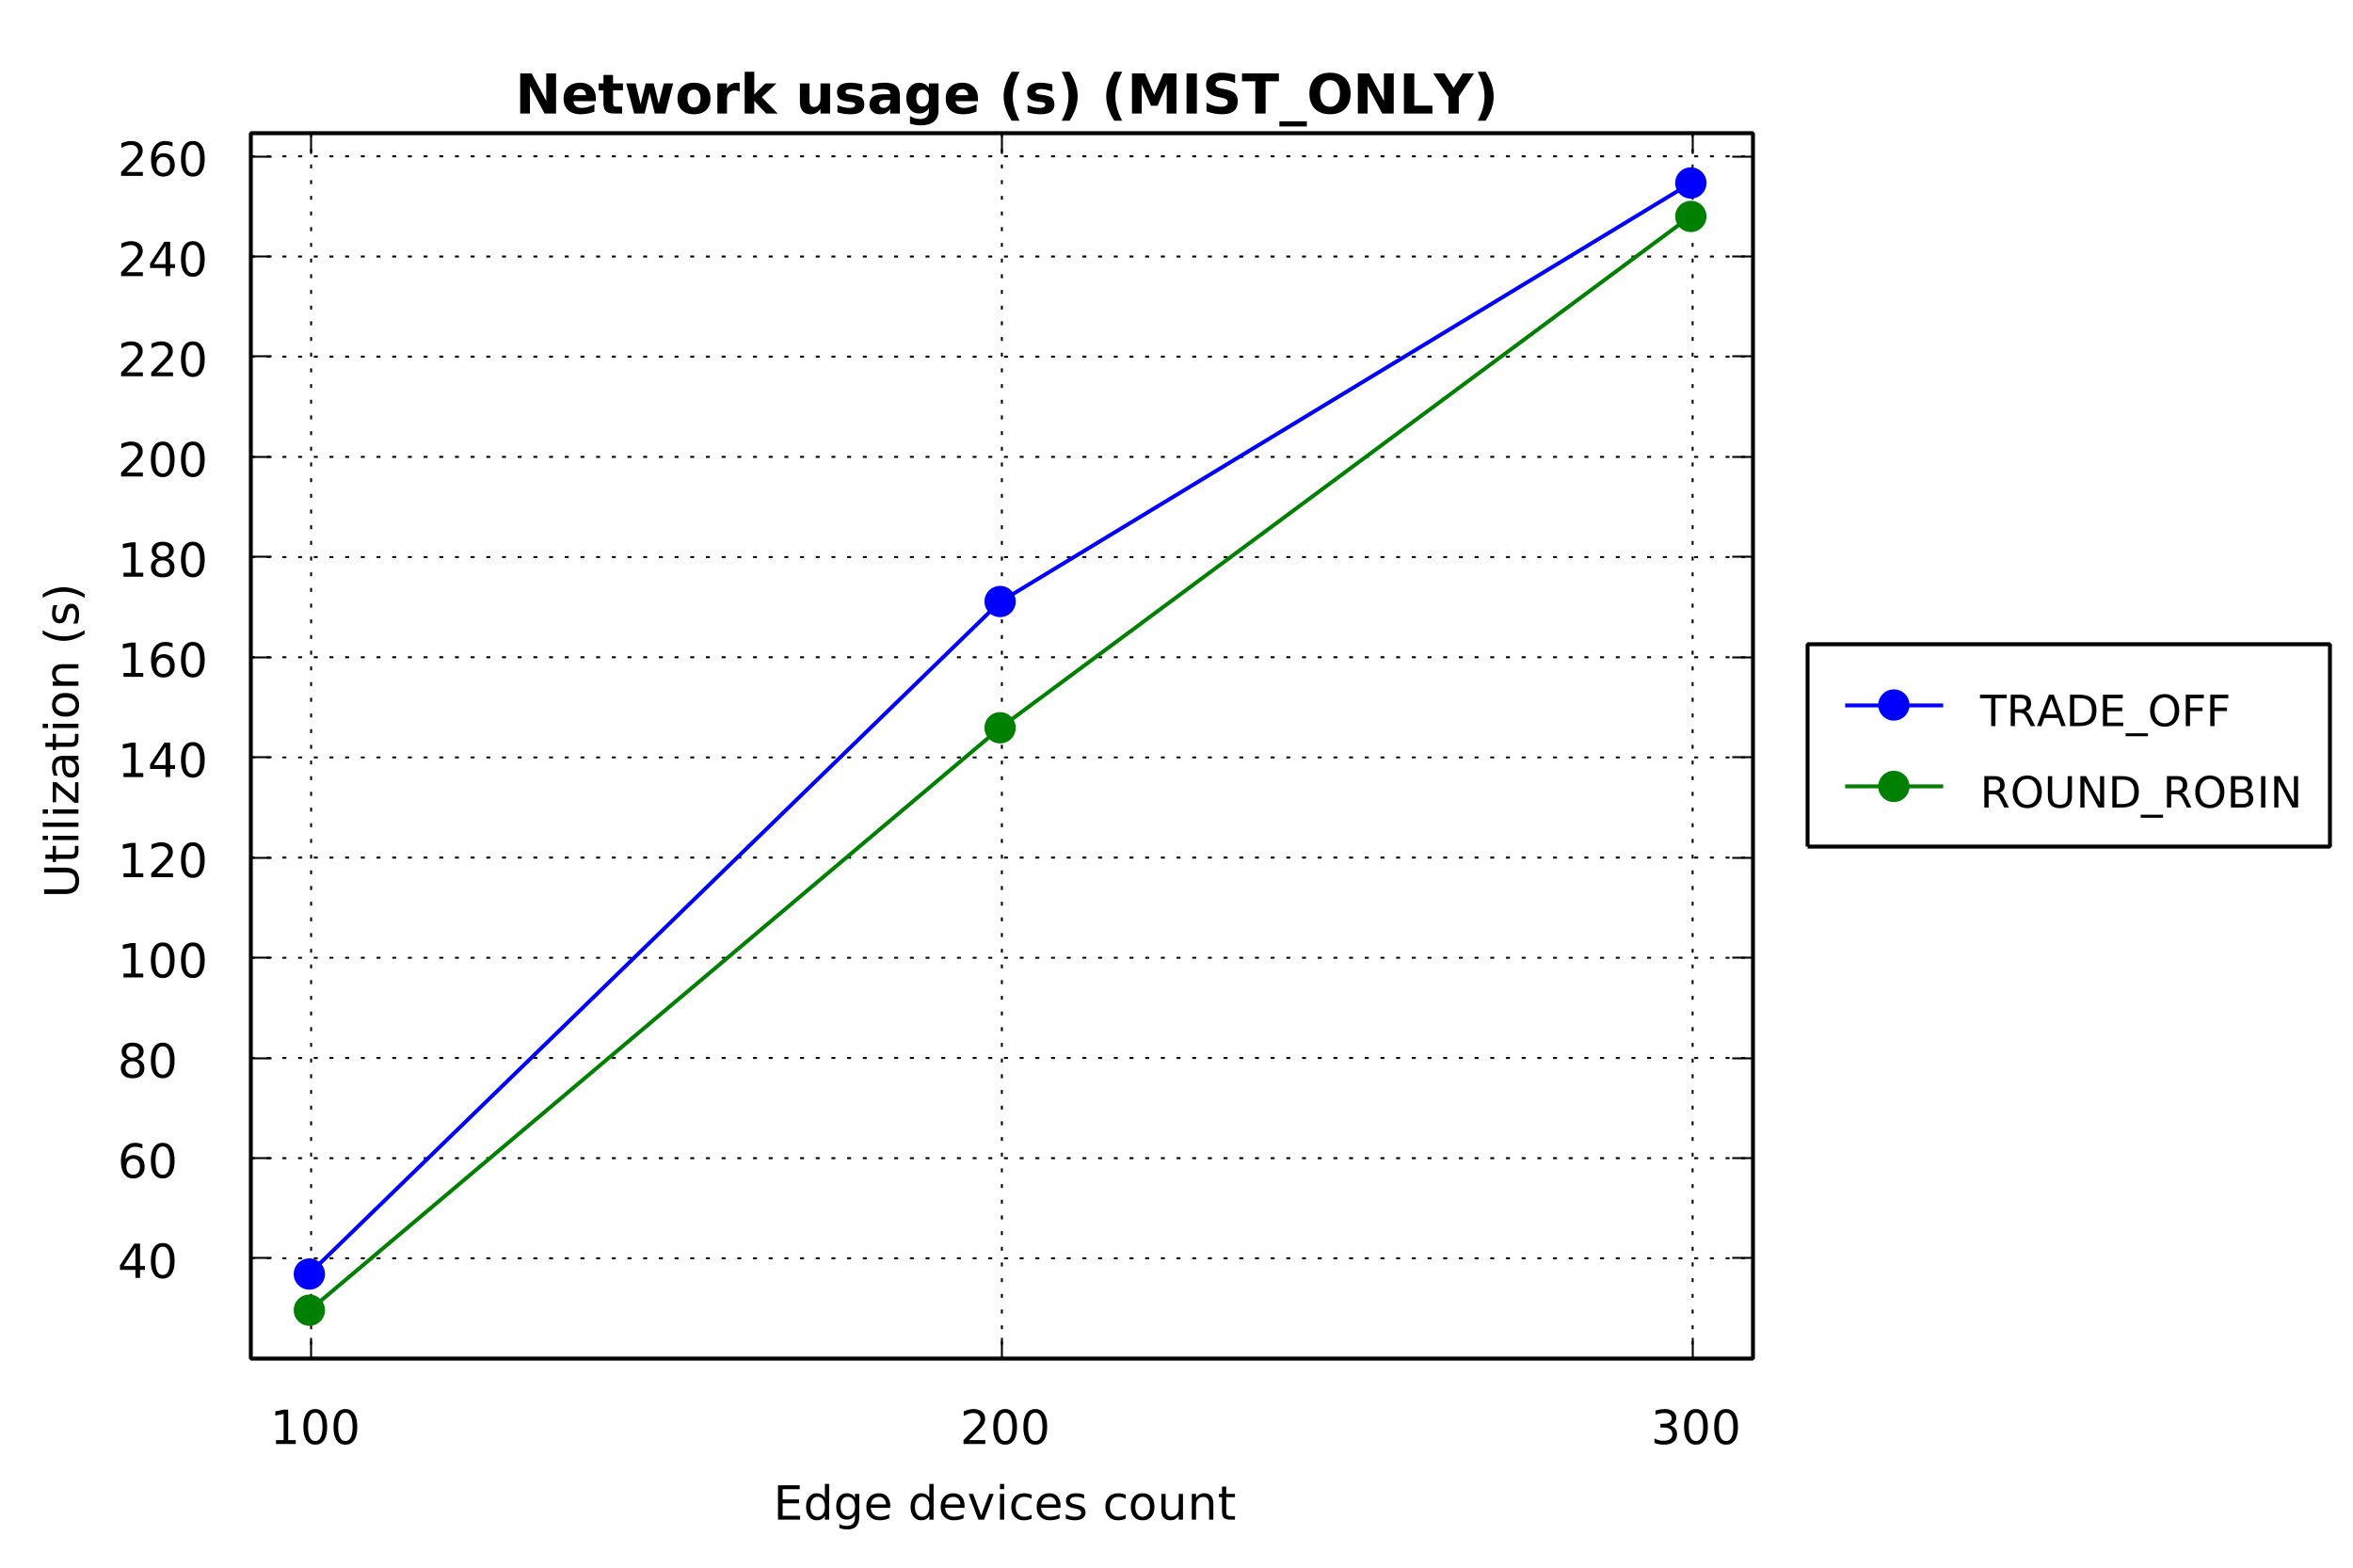 Network usage (s) (MIST_ONLY)
260
240
220
200
180
160
140
120
100
80
60
40
Utilization (s)
100 200 300
Edge devices count
TRADE_OFF
ROUND_ROBIN